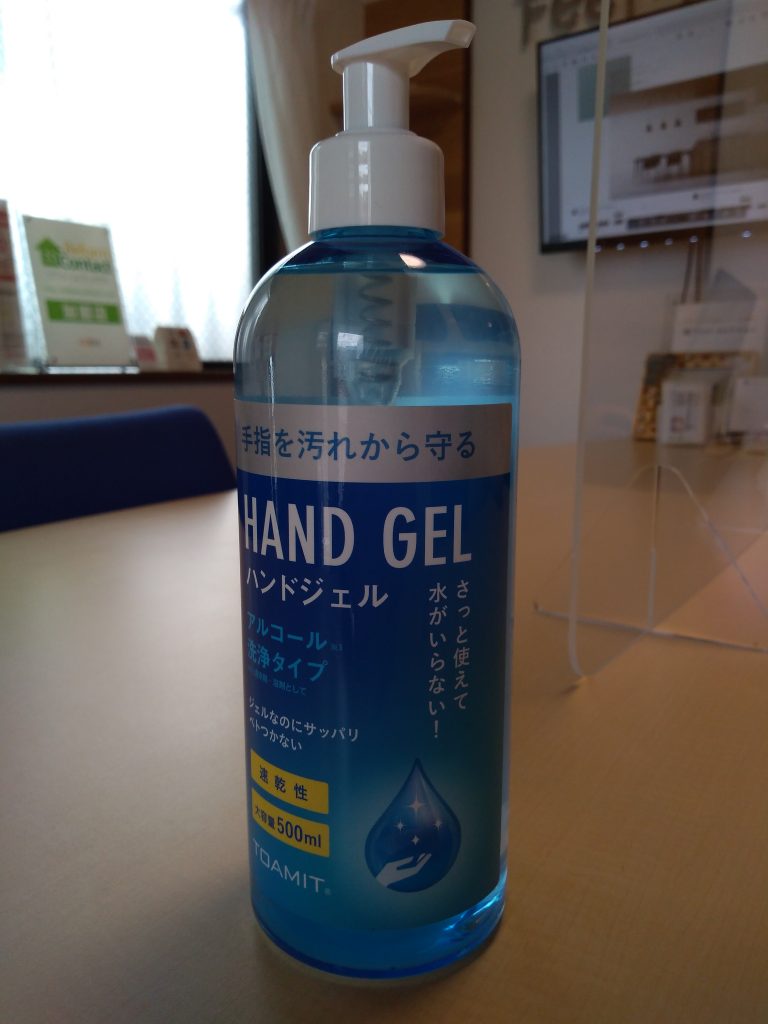 手指を汚れから守る
HAND GEL
ハンドジェル
さっと使えて
水がいらない！
アルコール
洗浄タイプ
ジェルなのにサッパリ
ベトつかない
速乾性
大容量500ml
TOAMIT
Contact
Feel